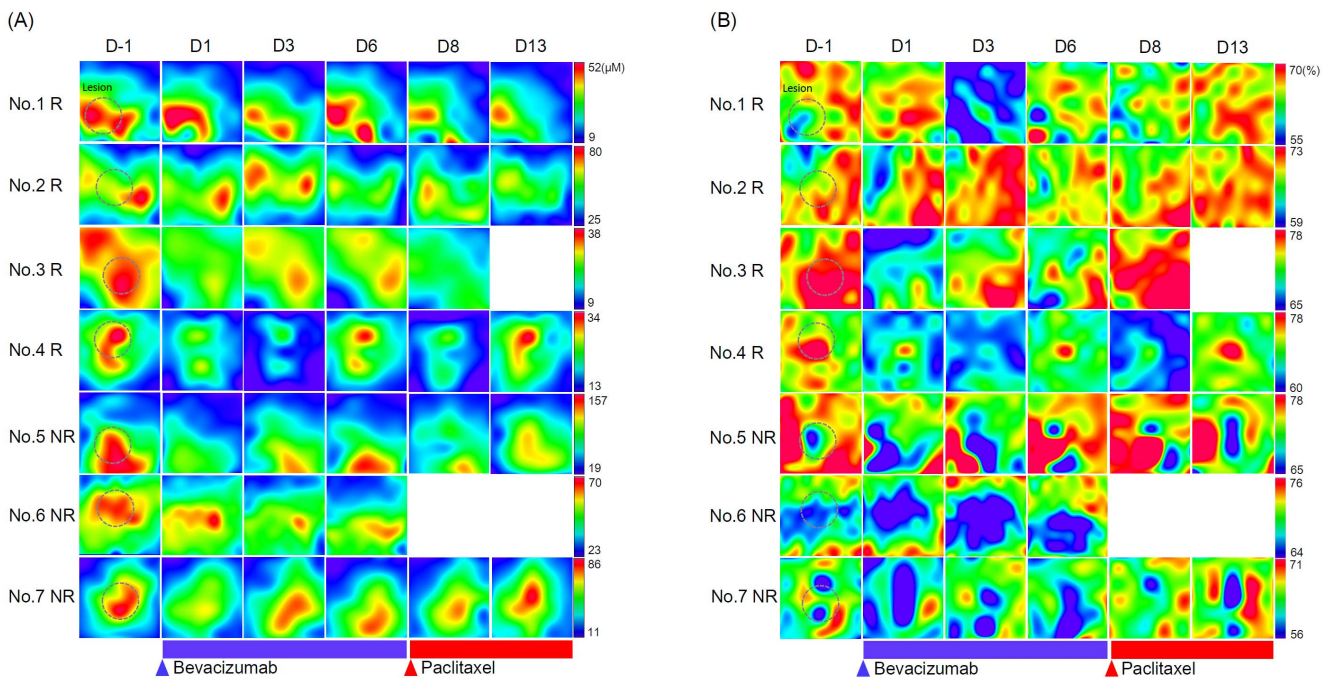 (A)
D-1 D1 D3 D6 D8 D13
No.1 R
Lesion
52(μM)
9
No.2 R
80
25
No.3 R
38
9
No.4 R
34
13
No.5 NR
157
19
No.6 NR
70
23
No.7 NR
86
11
Bevacizumab
Paclitaxel
(B)
D-1 D1 D3 D6 D8 D13
No.1 R
Lesion
70(%)
55
No.2 R
73
59
No.3 R
78
65
No.4 R
78
60
No.5 NR
78
65
No.6 NR
76
64
No.7 NR
71
56
Bevacizumab
Paclitaxel